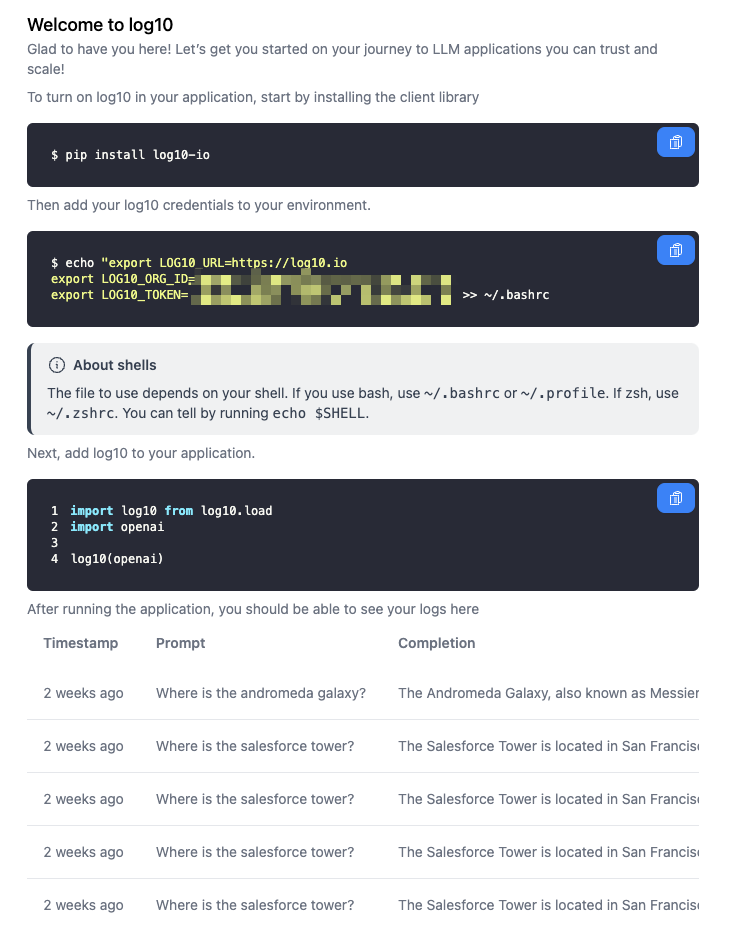 Welcome to log10
Glad to have you here! Let's get you started on your journey to LLM applications you can trust and
scale!
To turn on log10 in your application, start by installing the client library
$ pip install log10-io
Then add your log10 credentials to your environment.
$ echo "export LOG10_URL=https://log10.io
export LOG10_ORG_ID=
export LOG10_TOKEN= >> ~/.bashrc
About shells
The file to use depends on your shell. If you use bash, use ~/.bashrc or ~/.profile. If zsh, use
~/.zshrc. You can tell by running echo $SHELL.
Next, add log10 to your application.
1 import log10 from log10.load
2 import openai
3
4 log10(openai)
After running the application, you should be able to see your logs here
Timestamp Prompt Completion
2 weeks ago Where is the andromeda galaxy? The Andromeda Galaxy, also known as Messier
2 weeks ago Where is the salesforce tower? The Salesforce Tower is located in San Francisc
2 weeks ago Where is the salesforce tower? The Salesforce Tower is located in San Francisc
2 weeks ago Where is the salesforce tower? The Salesforce Tower is located in San Francisc
2 weeks ago Where is the salesforce tower? The Salesforce Tower is located in San Francisc